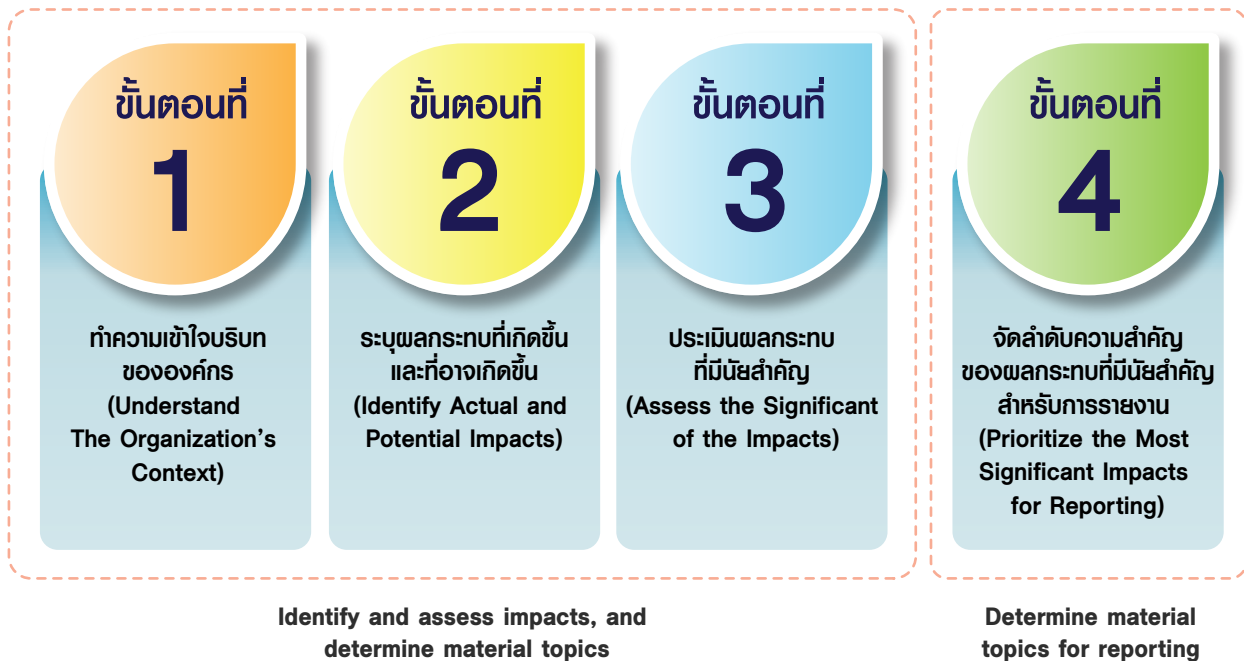 ขั้นตอนที่
1
ทำความเข้าใจบริบท
ขององค์กร
(Understand
The Organization's
Context)
ขั้นตอนที่
2
ระบุผลกระทบที่เกิดขึ้น
และที่อาจเกิดขึ้น
(Identify Actual and
Potential Impacts)
ขั้นตอนที่
3
ประเมินผลกระทบ
ที่มีนัยสำคัญ
(Assess the Significant
of the Impacts)
ขั้นตอนที่
4
จัดลำดับความสำคัญ
ของผลกระทบที่มีนัยสำคัญ
สำหรับการรายงาน
(Prioritize the Most
Significant Impacts
for Reporting)
Identify and assess impacts, and
determine material topics
Determine material
topics for reporting